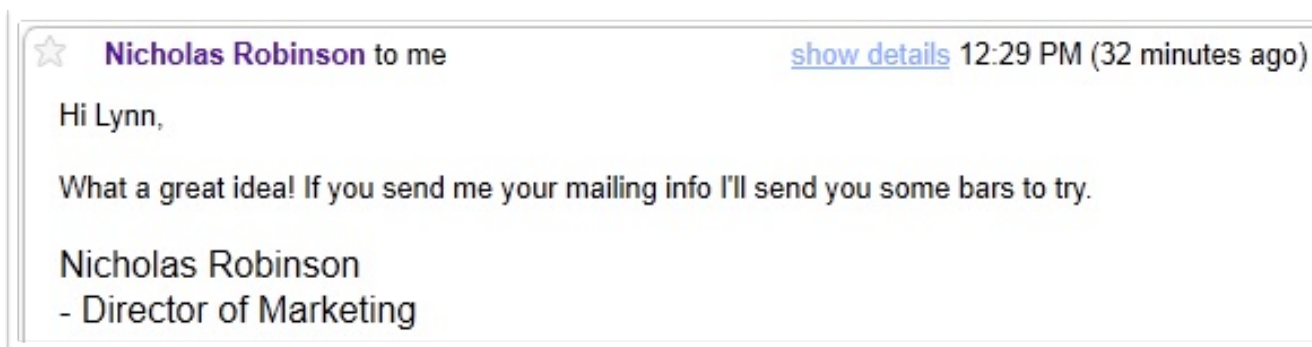 Nicholas Robinson to me show details 12:29 PM (32 minutes ago)
Hi Lynn,
What a great idea! If you send me your mailing info I'll send you some bars to try.
Nicholas Robinson
- Director of Marketing